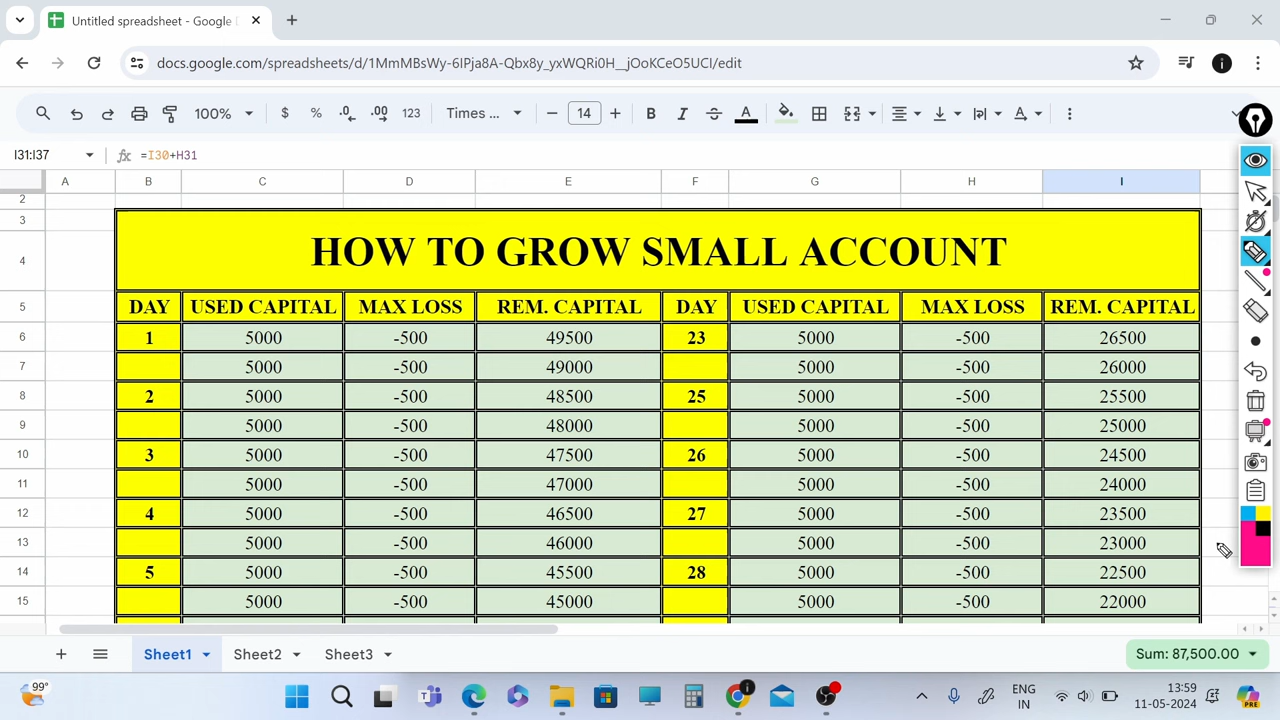 Untitled spreadsheet - Google
docs.google.com/spreadsheets/d/1MmMBsWy-6IPja8A-Qbx8y_yxWQRi0H__jOoKCeO5UCI/edit
100% $ % .0 .00 123 Times ... 14 B I A
I31:I37 fx =I30+H31
A B C D E F G H I
2
3
4 HOW TO GROW SMALL ACCOUNT
5 DAY USED CAPITAL MAX LOSS REM. CAPITAL DAY USED CAPITAL MAX LOSS REM. CAPITAL
6 1 5000 -500 49500 23 5000 -500 26500
7 5000 -500 49000 5000 -500 26000
8 2 5000 -500 48500 25 5000 -500 25500
9 5000 -500 48000 5000 -500 25000
10 3 5000 -500 47500 26 5000 -500 24500
11 5000 -500 47000 5000 -500 24000
12 4 5000 -500 46500 27 5000 -500 23500
13 5000 -500 46000 5000 -500 23000
14 5 5000 -500 45500 28 5000 -500 22500
15 5000 -500 45000 5000 -500 22000
Sheet1 Sheet2 Sheet3 Sum: 87,500.00
99° ENG 13:59
IN 11-05-2024 PRE